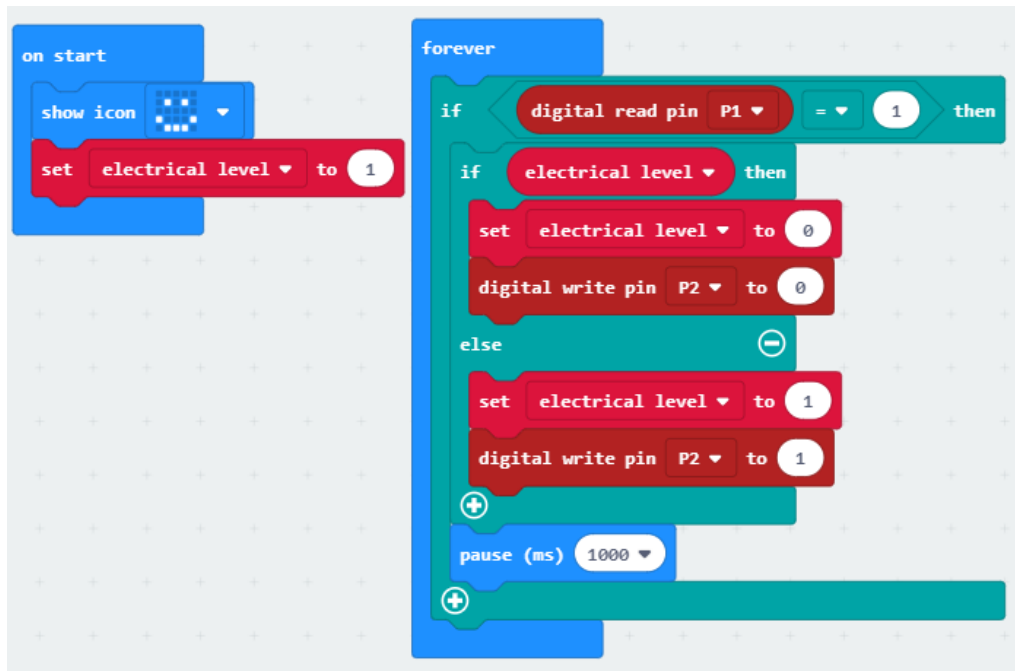 on start
show icon
set electrical level to 1
forever
if digital read pin P1 = 1 then
if electrical level then
set electrical level to 0
digital write pin P2 to 0
else
set electrical level to 1
digital write pin P2 to 1
pause (ms) 1000